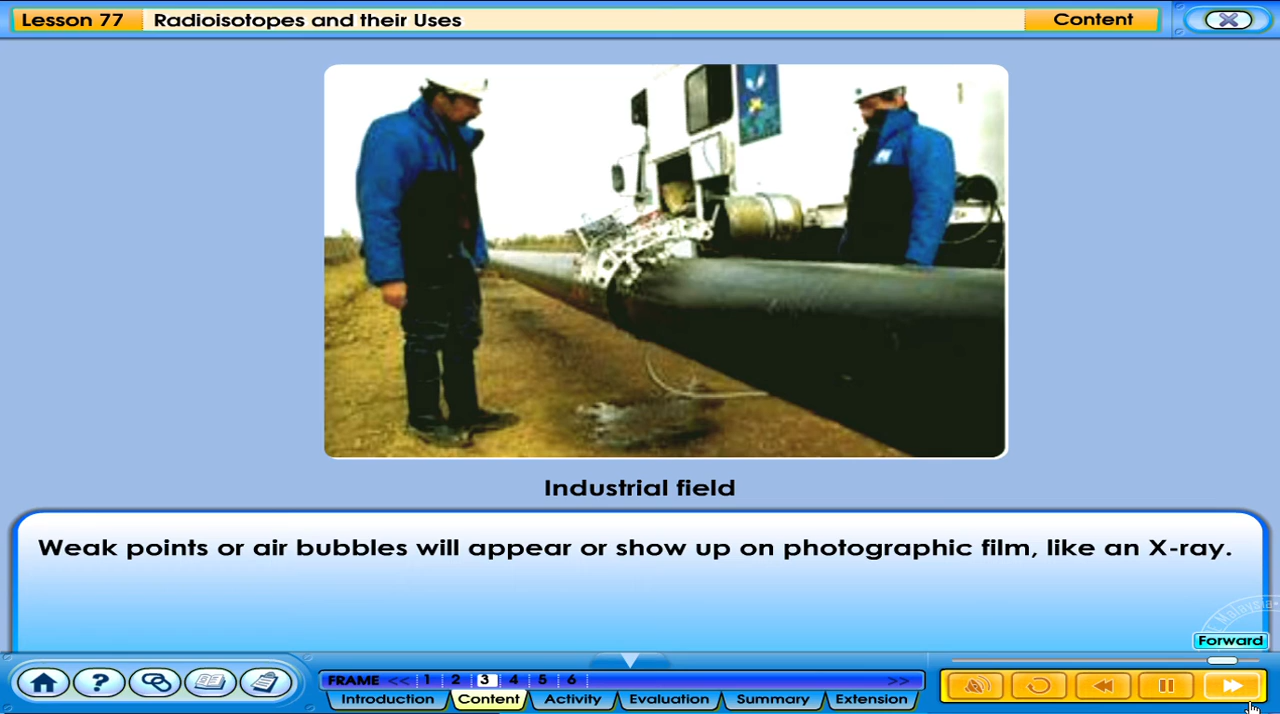 Lesson 77 Radioisotopes and their Uses Content
Industrial field
Weak points or air bubbles will appear or show up on photographic film, like an X-ray.
Malaysia
Forward
FRAME << 1 2 3 4 5 6 >>
Introduction Content Activity Evaluation Summary Extension